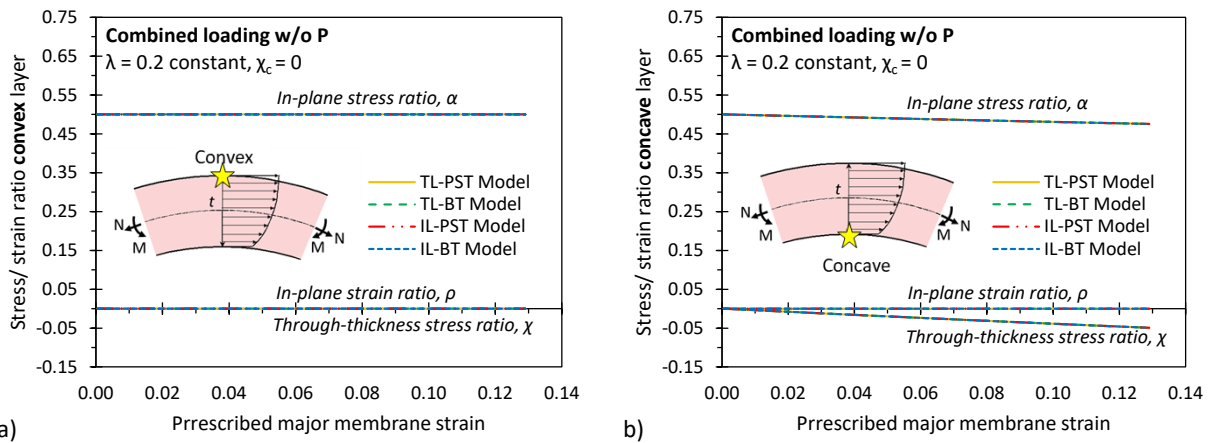 0.75
0.65
0.55
0.45
0.35
0.25
0.15
0.05
-0.05
-0.15
Stress/ strain ratio convex layer
Combined loading w/o P
λ = 0.2 constant, χc = 0
In-plane stress ratio, α
Convex
t
N
M
N
M
TL-PST Model
TL-BT Model
IL-PST Model
IL-BT Model
In-plane strain ratio, ρ
Through-thickness stress ratio, χ
0.00 0.02 0.04 0.06 0.08 0.10 0.12 0.14
Prrescribed major membrane strain
a)
0.75
0.65
0.55
0.45
0.35
0.25
0.15
0.05
-0.05
-0.15
Stress/ strain ratio concave layer
Combined loading w/o P
λ = 0.2 constant, χc = 0
In-plane stress ratio, α
t
N
M
N
M
Concave
TL-PST Model
TL-BT Model
IL-PST Model
IL-BT Model
In-plane strain ratio, ρ
Through-thickness stress ratio, χ
0.00 0.02 0.04 0.06 0.08 0.10 0.12 0.14
Prrescribed major membrane strain
b)